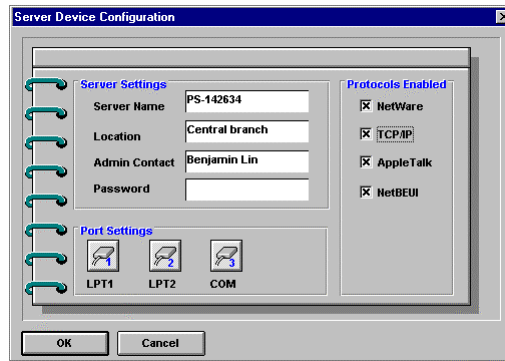 Server Device Configuration
Server Settings
Server Name PS-142634
Location Central branch
Admin Contact Benjamin Lin
Password
Protocols Enabled
NetWare
TCP/IP
AppleTalk
NetBEUI
Port Settings
1 2 3
LPT1 LPT2 COM
OK Cancel